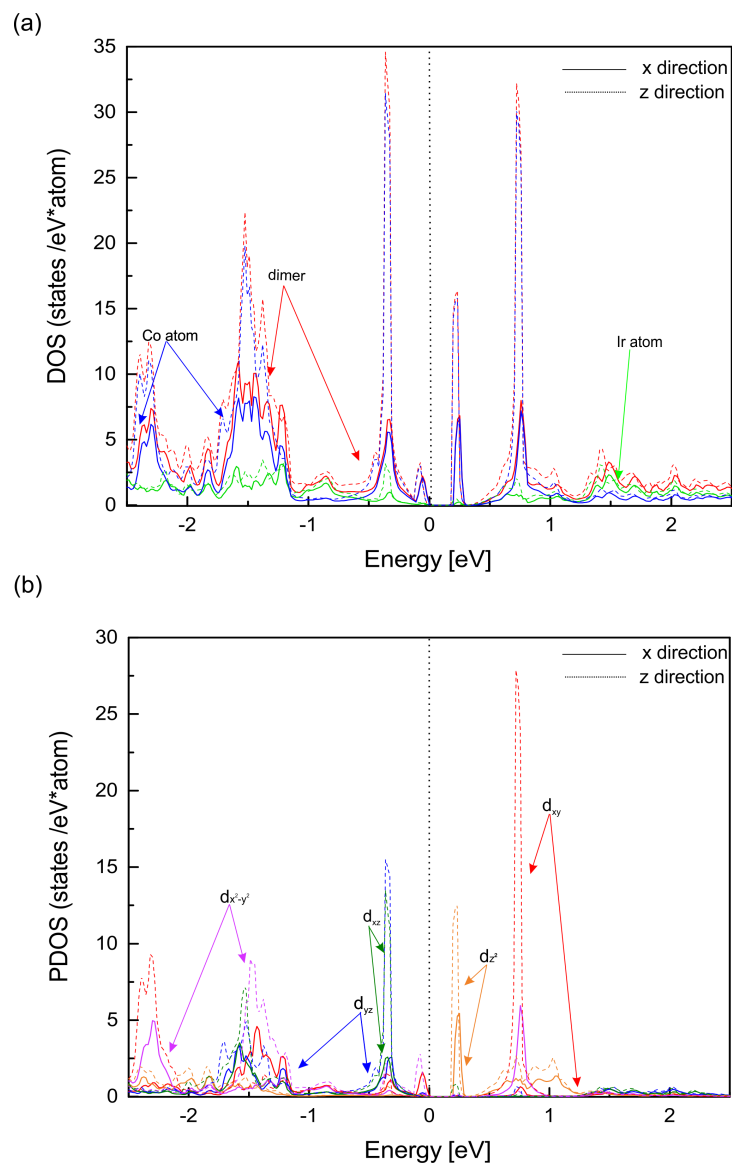 (a)
35
30
25
20
15
10
5
0
DOS (states /eV*atom)
x direction
z direction
dimer
Co atom
Ir atom
-2
-1
0
1
2
Energy [eV]
(b)
30
25
20
15
10
5
0
PDOS (states /eV*atom)
x direction
z direction
dxy
dx²-y²
dxz
dz²
dyz
-2
-1
0
1
2
Energy [eV]